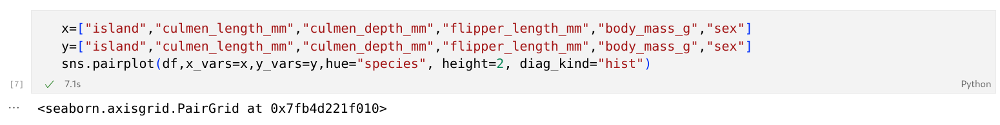 x=["island","culmen_length_mm","culmen_depth_mm","flipper_length_mm","body_mass_g","sex"]
y=["island","culmen_length_mm","culmen_depth_mm","flipper_length_mm","body_mass_g","sex"]
sns.pairplot(df,x_vars=x,y_vars=y,hue="species", height=2, diag_kind="hist")
[7] ✓ 7.1s Python
... <seaborn.axisgrid.PairGrid at 0x7fb4d221f010>